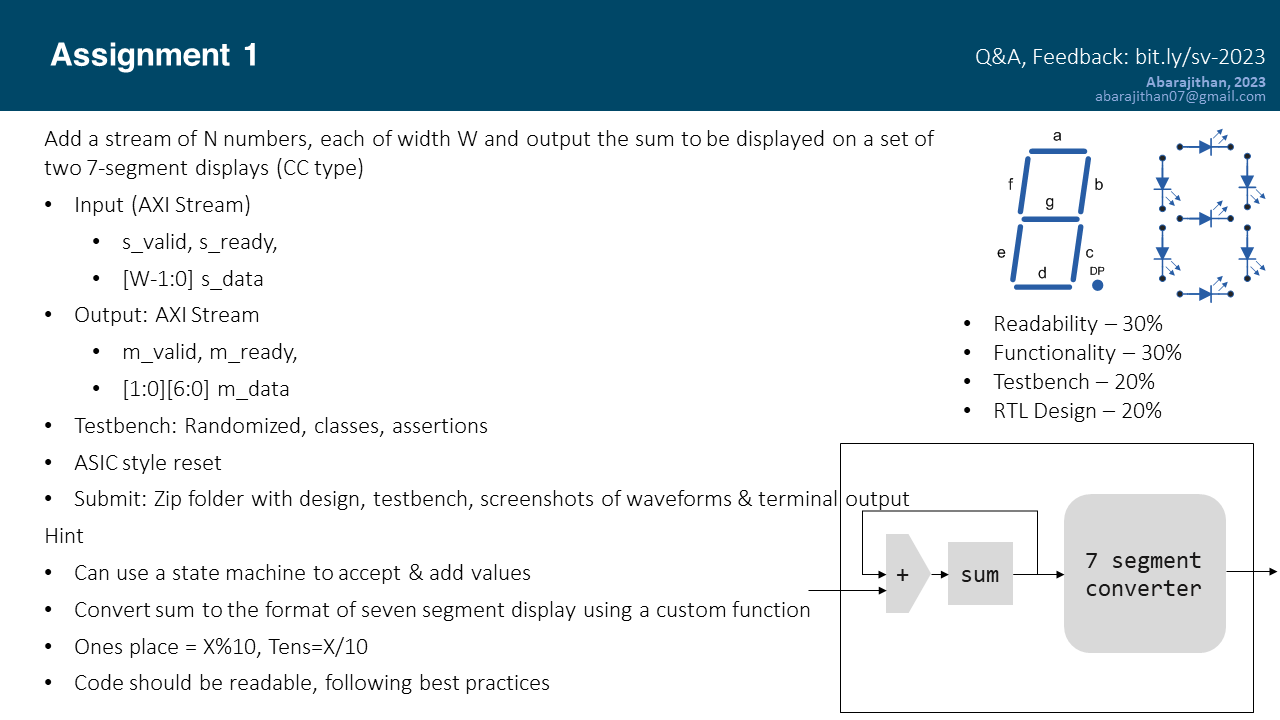 Assignment 1
Q&A, Feedback: bit.ly/sv-2023
Abarajithan, 2023
abarajithan07@gmail.com
Add a stream of N numbers, each of width W and output the sum to be displayed on a set of
two 7-segment displays (CC type)
• Input (AXI Stream)
• s_valid, s_ready,
• [W-1:0] s_data
• Output: AXI Stream
• m_valid, m_ready,
• [1:0][6:0] m_data
• Testbench: Randomized, classes, assertions
• ASIC style reset
• Submit: Zip folder with design, testbench, screenshots of waveforms & terminal output
Hint
• Can use a state machine to accept & add values
• Convert sum to the format of seven segment display using a custom function
• Ones place = X%10, Tens=X/10
• Code should be readable, following best practices
a
f
b
g
e
c
d
DP
• Readability – 30%
• Functionality – 30%
• Testbench – 20%
• RTL Design – 20%
+
sum
7 segment
converter